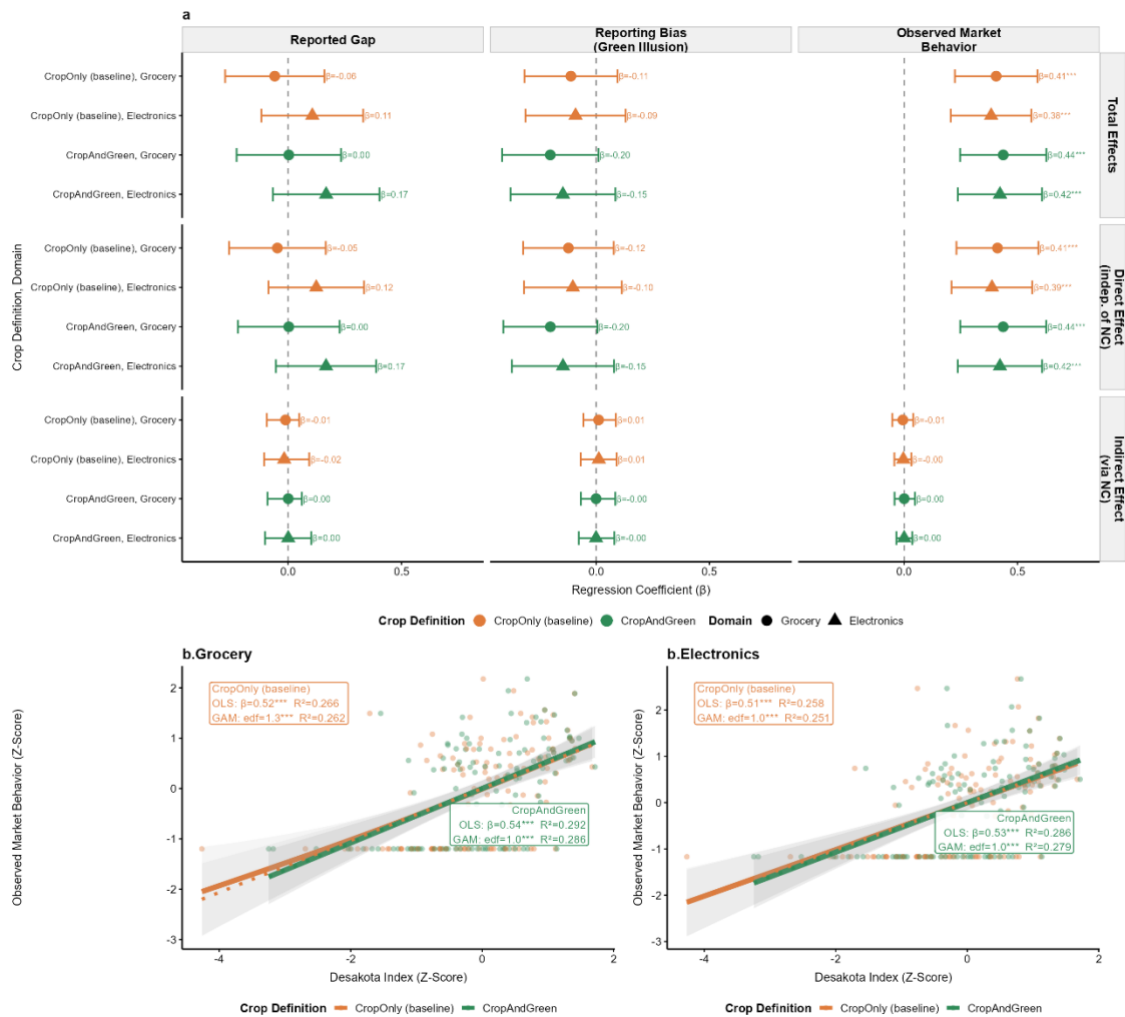 a
Reported Gap
Reporting Bias
(Green Illusion)
Observed Market
Behavior
Crop Definition, Domain
Total Effects
CropOnly (baseline), Grocery
β=-0.06
β=-0.11
β=0.41***
CropOnly (baseline), Electronics
β=0.11
β=-0.09
β=0.38***
CropAndGreen, Grocery
β=0.00
β=-0.20
β=0.44***
CropAndGreen, Electronics
β=0.17
β=-0.15
β=0.42***
Direct Effect
(indep. of NC)
CropOnly (baseline), Grocery
β=-0.05
β=-0.12
β=0.41***
CropOnly (baseline), Electronics
β=0.12
β=-0.10
β=0.39***
CropAndGreen, Grocery
β=0.00
β=-0.20
β=0.44***
CropAndGreen, Electronics
β=0.17
β=-0.15
β=0.42***
Indirect Effect
(via NC)
CropOnly (baseline), Grocery
β=-0.01
β=0.01
β=-0.01
CropOnly (baseline), Electronics
β=-0.02
β=0.01
β=-0.00
CropAndGreen, Grocery
β=0.00
β=-0.00
β=0.00
CropAndGreen, Electronics
β=0.00
β=-0.00
β=0.00
0.0 0.5 0.0 0.5 0.0 0.5
Regression Coefficient (β)
Crop Definition CropOnly (baseline) CropAndGreen Domain Grocery Electronics
b.Grocery
Observed Market Behavior (Z-Score)
2
1
0
-1
-2
-3
CropOnly (baseline)
OLS: β=0.52*** R²=0.266
GAM: edf=1.3*** R²=0.262
CropAndGreen
OLS: β=0.54*** R²=0.292
GAM: edf=1.0*** R²=0.286
-4 -2 0 2
Desakota Index (Z-Score)
Crop Definition CropOnly (baseline) CropAndGreen
b.Electronics
Observed Market Behavior (Z-Score)
2
1
0
-1
-2
-3
CropOnly (baseline)
OLS: β=0.51*** R²=0.258
GAM: edf=1.0*** R²=0.251
CropAndGreen
OLS: β=0.53*** R²=0.286
GAM: edf=1.0*** R²=0.279
-4 -2 0 2
Desakota Index (Z-Score)
Crop Definition CropOnly (baseline) CropAndGreen